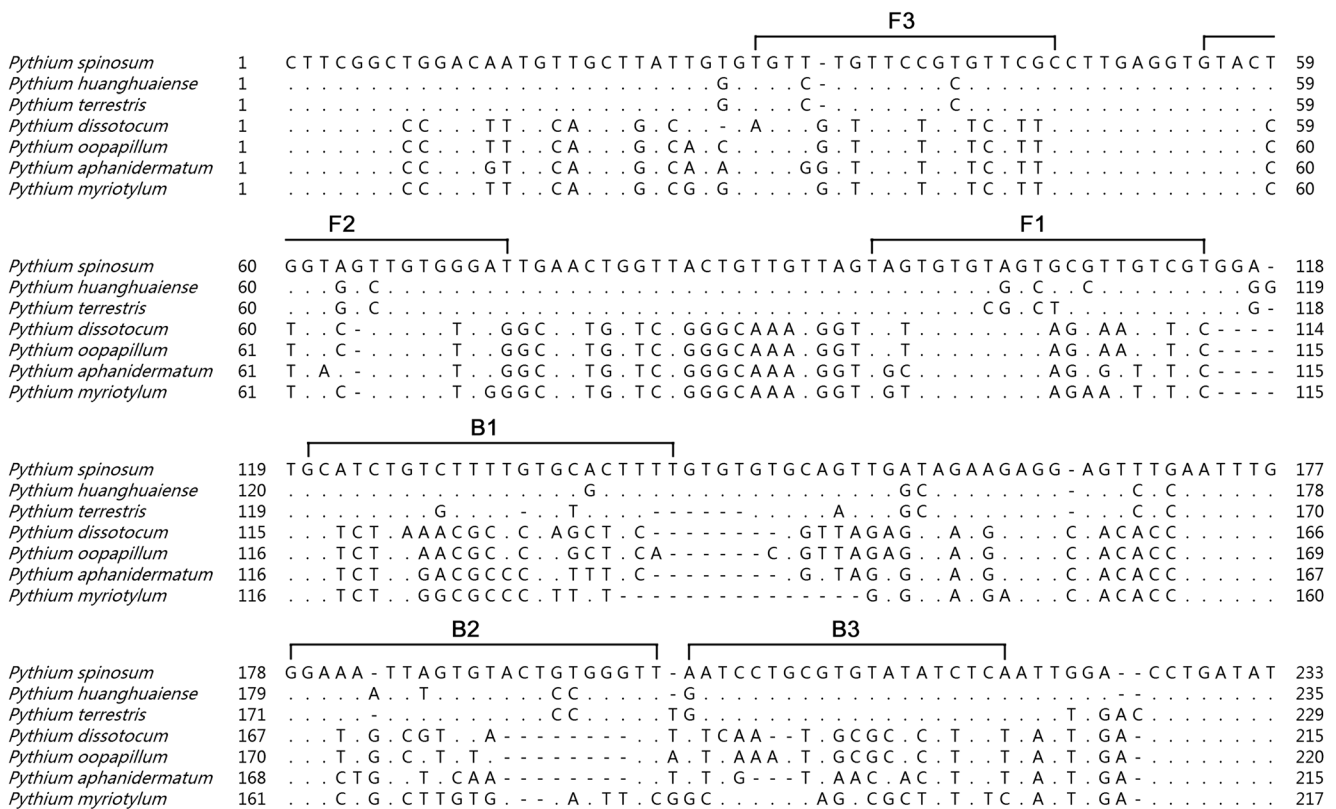 F3
Pythium spinosum 1 CTTCGGCTGGACAATGTTGCTTATTGTGTGTT-TGTTCCGTGTTCGCCTTGAGGTGTACT 59
Pythium huanghuaiense 1 ..........................G....C-.......C................... 59
Pythium terrestris 1 ..........................G....C-.......C................... 59
Pythium dissotocum 1 .......CC...TT..CA...G.C..-.A...G.T...T..TC.TT.............C 59
Pythium oopapillum 1 .......CC...TT..CA...G.CA.C.....G.T...T..TC.TT.............C 60
Pythium aphanidermatum 1 .......CC...GT..CA...G.CA.A....GG.T...T..TC.TT.............C 60
Pythium myriotylum 1 .......CC...TT..CA...G.CG.G.....G.T...T..TC.TT.............C 60
F2 F1
Pythium spinosum 60 GGTAGTTGTGGGATTGAACTGGTTACTGTTGTTAGTAGTGTGTAGTGCGTTGTCGTGGA- 118
Pythium huanghuaiense 60 ...G.C.....................................G.C..C.........GG 119
Pythium terrestris 60 ...G.C....................................CG.CT...........G- 118
Pythium dissotocum 60 T..C-.....T..GGC..TG.TC.GGGCAAA.GGT..T........AG.AA..T.C---- 114
Pythium oopapillum 61 T..C-.....T..GGC..TG.TC.GGGCAAA.GGT..T........AG.AA..T.C---- 115
Pythium aphanidermatum 61 T.A.-.....T..GGC..TG.TC.GGGCAAA.GGT.GC........AG.G.T.T.C---- 115
Pythium myriotylum 61 T..C-.....T.GGGC..TG.TC.GGGCAAA.GGT.GT........AGAA.T.T.C---- 115
B1
Pythium spinosum 119 TGCATCTGTCTTTTGTGCACTTTTGTGTGTGCAGTTGATAGAAGAGG-AGTTTGAATTTG 177
Pythium huanghuaiense 120 ..................G..................GC........-...C.C...... 178
Pythium terrestris 119 .........G....-..T...-------.....A...GC........-...C.C...... 170
Pythium dissotocum 115 ...TCT.AAACGC.C.AGCT.C--------.GTTAGAG..A.G....C.ACACC...... 166
Pythium oopapillum 116 ...TCT..AACGC.C..GCT.CA------C.GTTAGAG..A.G....C.ACACC...... 169
Pythium aphanidermatum 116 ...TCT..GACGCCC..TTT.C--------.G.TAG.G..A.G....C.ACACC...... 167
Pythium myriotylum 116 ...TCT..GGCGCCC.TT.T---------------G.G..A.GA...C.ACACC...... 160
B2 B3
Pythium spinosum 178 GGAAA-TTAGTGTACTGTGGGTT-AATCCTGCGTGTATATCTCAATTGGA--CCTGATAT 233
Pythium huanghuaiense 179 .....A..T.......CC.....-G.........................--........ 235
Pythium terrestris 171 .....-..........CC.....TG......................T.GAC........ 229
Pythium dissotocum 167 ...T.G.CGT..A--------..T.TCAA--T.GCGC.C.T..T.A.T.GA-........ 215
Pythium oopapillum 170 ...T.G.C.T.T.--------..A.T.AAA.T.GCGC.C.T..T.A.T.GA-........ 220
Pythium aphanidermatum 168 ...CTG..T.CAA--------..T.T.G---T.AAC.AC.T..T.A.T.GA-........ 215
Pythium myriotylum 161 ...C.G.CTTGTG.--.A.TT.CGGC......AG.CGCT.T.TC.A.T.GA-........ 217